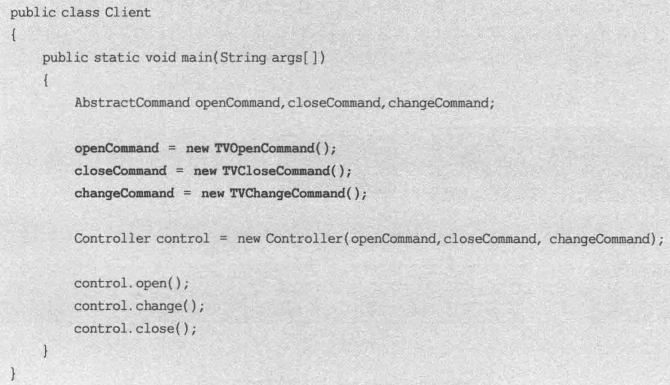 public class Client
{
    public static void main(String args[])
    {
        AbstractCommand openCommand,closeCommand,changeCommand;
        openCommand = new TVOpenCommand();
        closeCommand = new TVCloseCommand();
        changeCommand = new TVChangeCommand();
        Controller control = new Controller(openCommand,closeCommand, changeCommand);
        control.open();
        control.change();
        control.close();
    }
}